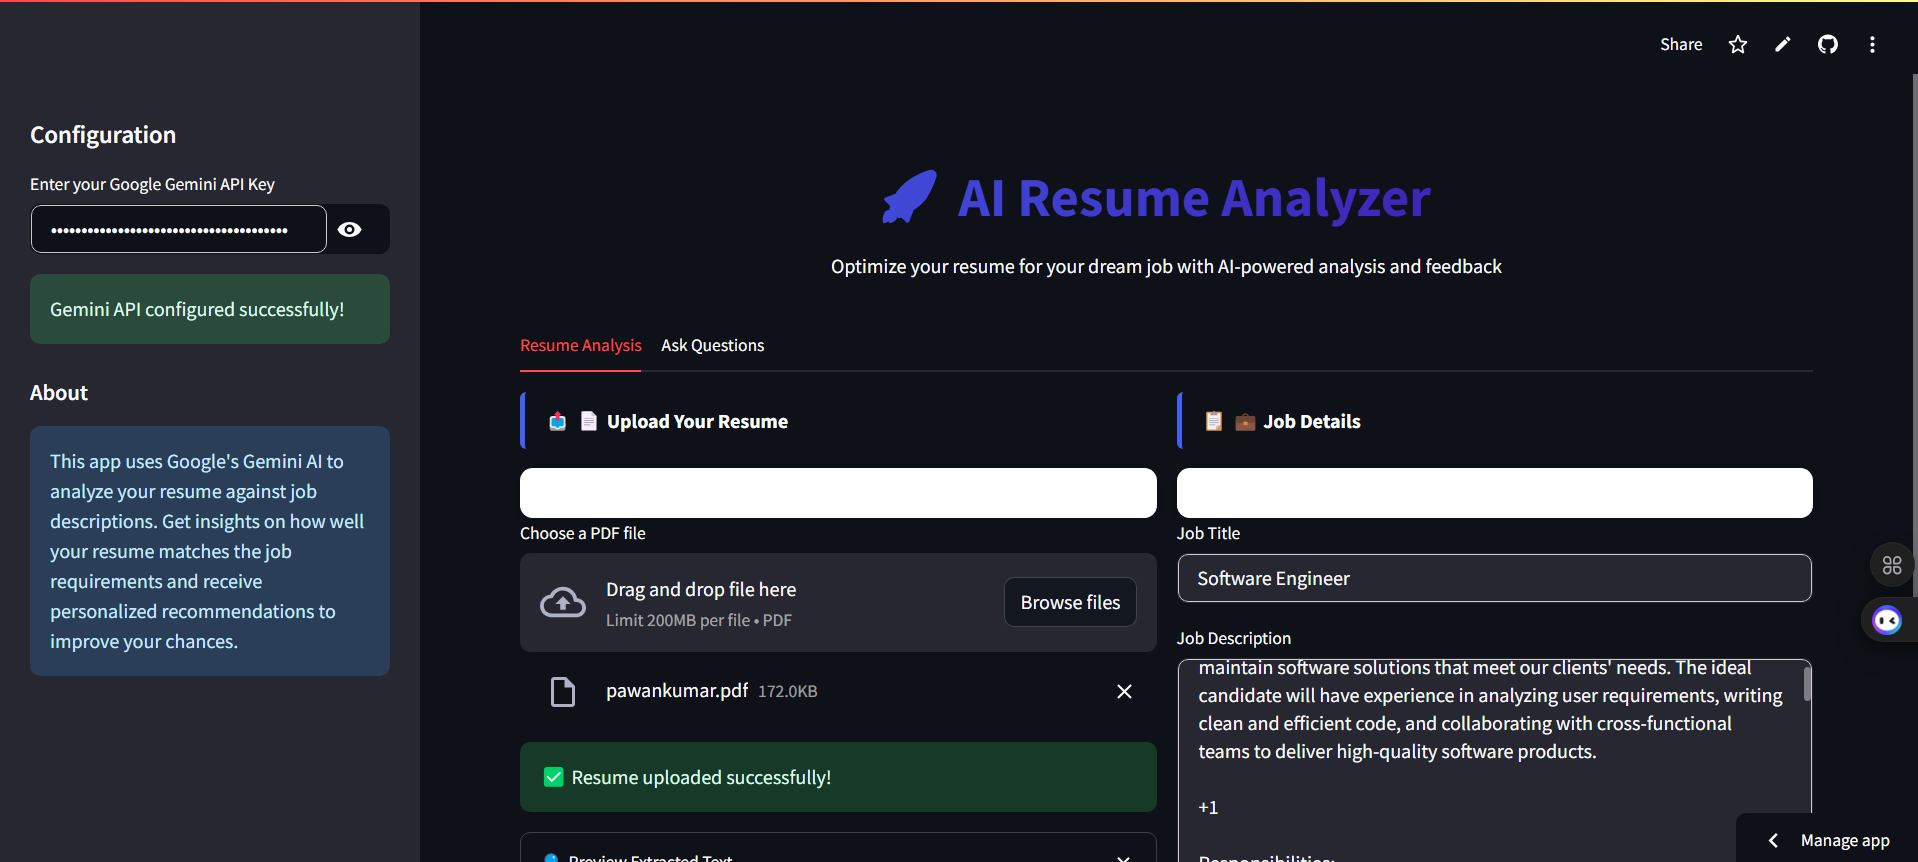 Share
Configuration
Enter your Google Gemini API Key
Gemini API configured successfully!
About
This app uses Google's Gemini AI to
analyze your resume against job
descriptions. Get insights on how well
your resume matches the job
requirements and receive
personalized recommendations to
improve your chances.
AI Resume Analyzer
Optimize your resume for your dream job with AI-powered analysis and feedback
Resume Analysis
Ask Questions
Upload Your Resume
Choose a PDF file
Drag and drop file here
Limit 200MB per file • PDF
Browse files
pawankumar.pdf 172.0KB
Resume uploaded successfully!
Preview Extracted Text
Job Details
Job Title
Software Engineer
Job Description
maintain software solutions that meet our clients' needs. The ideal
candidate will have experience in analyzing user requirements, writing
clean and efficient code, and collaborating with cross-functional
teams to deliver high-quality software products.
+1
Responsibilities:
Manage app